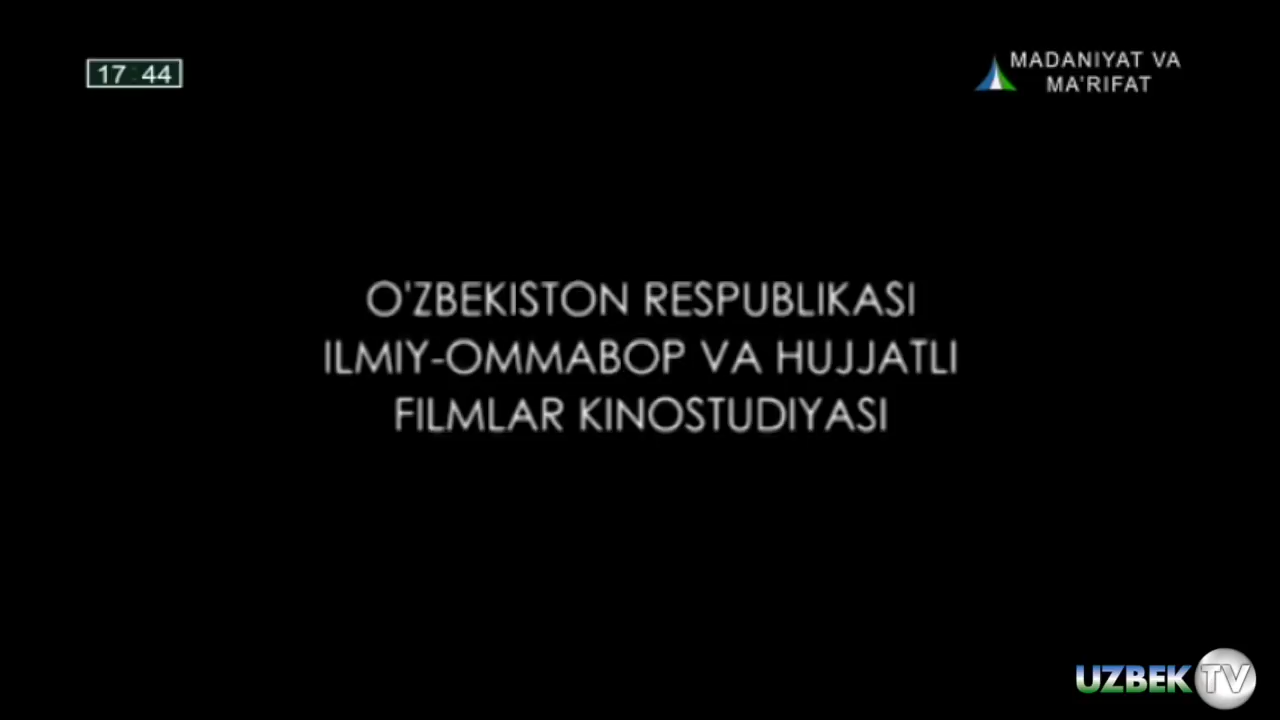 17:44
MADANIYAT VA
MA'RIFAT
O'ZBEKISTON RESPUBLIKASI
ILMIY-OMMABOP VA HUJJATLI
FILMLAR KINOSTUDIYASI
UZBEK TV